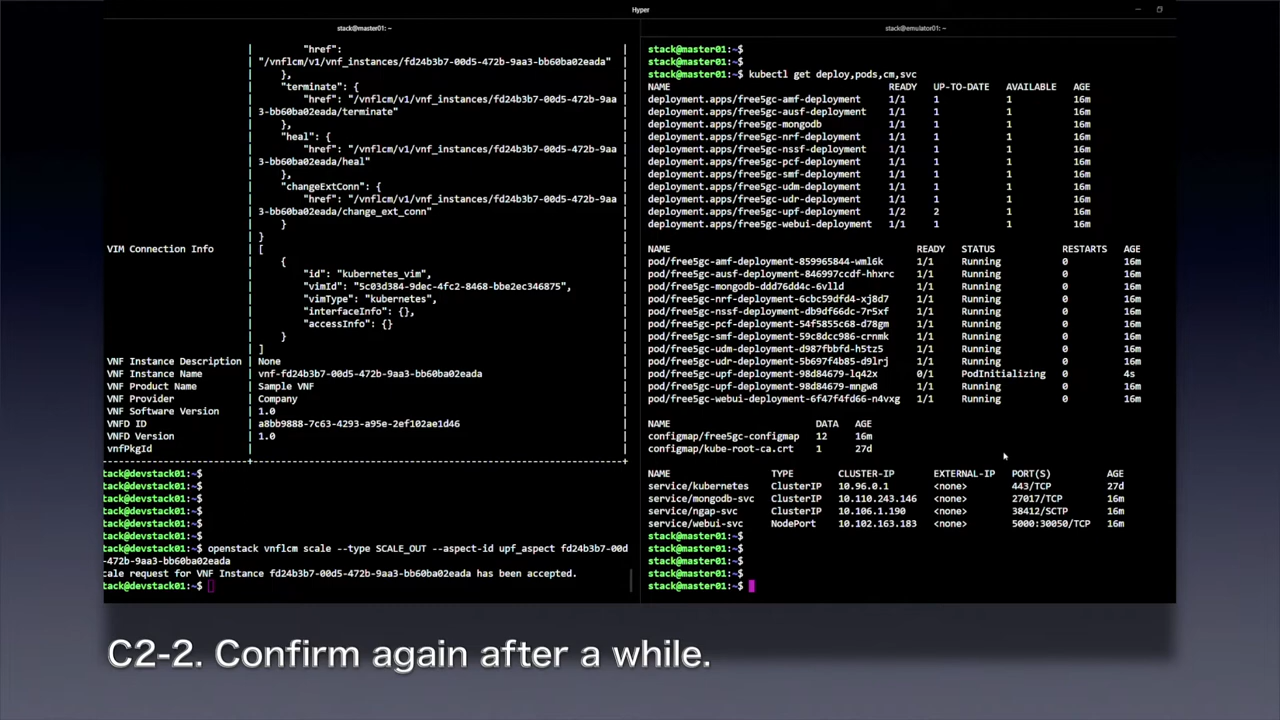 Hyper
stack@master01: ~
"href":
"/vnflcm/v1/vnf_instances/fd24b3b7-00d5-472b-9aa3-bb60ba02eada"
},
"terminate": {
"href": "/vnflcm/v1/vnf_instances/fd24b3b7-00d5-472b-9aa
3-bb60ba02eada/terminate"
},
"heal": {
"href": "/vnflcm/v1/vnf_instances/fd24b3b7-00d5-472b-9aa
3-bb60ba02eada/heal"
},
"changeExtConn": {
"href": "/vnflcm/v1/vnf_instances/fd24b3b7-00d5-472b-9aa
3-bb60ba02eada/change_ext_conn"
}
}
VIM Connection Info | [
{
"id": "kubernetes_vim",
"vimId": "5c03d384-9dec-4fc2-8468-bbe2ec346875",
"vimType": "kubernetes",
"interfaceInfo": {},
"accessInfo": {}
}
]
VNF Instance Description | None
VNF Instance Name | vnf-fd24b3b7-00d5-472b-9aa3-bb60ba02eada
VNF Product Name | Sample VNF
VNF Provider | Company
VNF Software Version | 1.0
VNFD ID | a8bb9888-7c63-4293-a95e-2ef102ae1d46
VNFD Version | 1.0
vnfPkgId |
tack@devstack01:~$
tack@devstack01:~$
tack@devstack01:~$
tack@devstack01:~$
tack@devstack01:~$
tack@devstack01:~$
tack@devstack01:~$ openstack vnflcm scale --type SCALE_OUT --aspect-id upf_aspect fd24b3b7-00d
-472b-9aa3-bb60ba02eada
cale request for VNF Instance fd24b3b7-00d5-472b-9aa3-bb60ba02eada has been accepted.
tack@devstack01:~$
stack@emulator01: ~
stack@master01:~$
stack@master01:~$
stack@master01:~$ kubectl get deploy,pods,cm,svc
NAME READY UP-TO-DATE AVAILABLE AGE
deployment.apps/free5gc-amf-deployment 1/1 1 1 16m
deployment.apps/free5gc-ausf-deployment 1/1 1 1 16m
deployment.apps/free5gc-mongodb 1/1 1 1 16m
deployment.apps/free5gc-nrf-deployment 1/1 1 1 16m
deployment.apps/free5gc-nssf-deployment 1/1 1 1 16m
deployment.apps/free5gc-pcf-deployment 1/1 1 1 16m
deployment.apps/free5gc-smf-deployment 1/1 1 1 16m
deployment.apps/free5gc-udm-deployment 1/1 1 1 16m
deployment.apps/free5gc-udr-deployment 1/1 1 1 16m
deployment.apps/free5gc-upf-deployment 1/2 2 1 16m
deployment.apps/free5gc-webui-deployment 1/1 1 1 16m
NAME READY STATUS RESTARTS AGE
pod/free5gc-amf-deployment-859965844-wml6k 1/1 Running 0 16m
pod/free5gc-ausf-deployment-846997ccdf-hhxrc 1/1 Running 0 16m
pod/free5gc-mongodb-ddd76dd4c-6vlld 1/1 Running 0 16m
pod/free5gc-nrf-deployment-6cbc59dfd4-xj8d7 1/1 Running 0 16m
pod/free5gc-nssf-deployment-db9df66dc-7r5xf 1/1 Running 0 16m
pod/free5gc-pcf-deployment-54f5855c68-d78gm 1/1 Running 0 16m
pod/free5gc-smf-deployment-59c8dcc986-crnmk 1/1 Running 0 16m
pod/free5gc-udm-deployment-d987fbbfd-h5tz5 1/1 Running 0 16m
pod/free5gc-udr-deployment-5b697f4b85-d9lrj 1/1 Running 0 16m
pod/free5gc-upf-deployment-98d84679-lq42x 0/1 PodInitializing 0 4s
pod/free5gc-upf-deployment-98d84679-mngw8 1/1 Running 0 16m
pod/free5gc-webui-deployment-6f47f4fd66-n4vxg 1/1 Running 0 16m
NAME DATA AGE
configmap/free5gc-configmap 12 16m
configmap/kube-root-ca.crt 1 27d
NAME TYPE CLUSTER-IP EXTERNAL-IP PORT(S) AGE
service/kubernetes ClusterIP 10.96.0.1 <none> 443/TCP 27d
service/mongodb-svc ClusterIP 10.110.243.146 <none> 27017/TCP 16m
service/ngap-svc ClusterIP 10.106.1.190 <none> 38412/SCTP 16m
service/webui-svc NodePort 10.102.163.183 <none> 5000:30050/TCP 16m
stack@master01:~$
stack@master01:~$
stack@master01:~$
stack@master01:~$
stack@master01:~$
C2-2. Confirm again after a while.